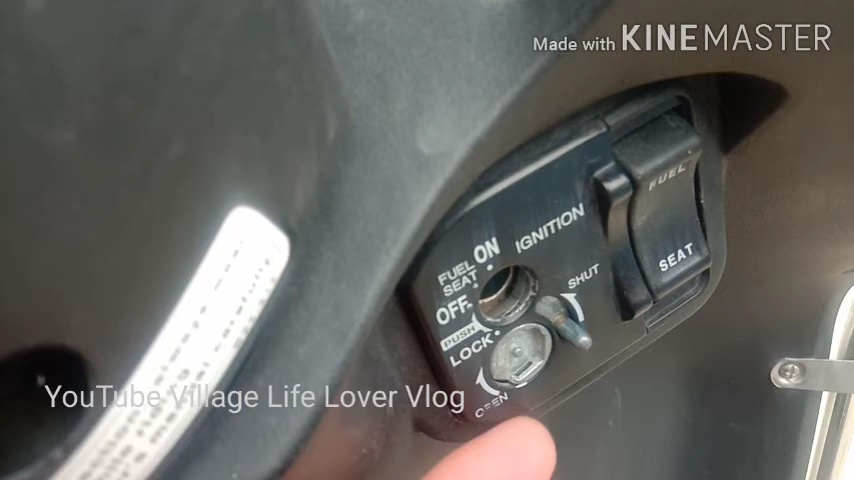 Made with KINEMASTER
FUEL
SEAT
IGNITION
ON
FUEL
SEAT
OFF
PUSH
LOCK
SHUT
OPEN
YouTube Village Life Lover Vlog